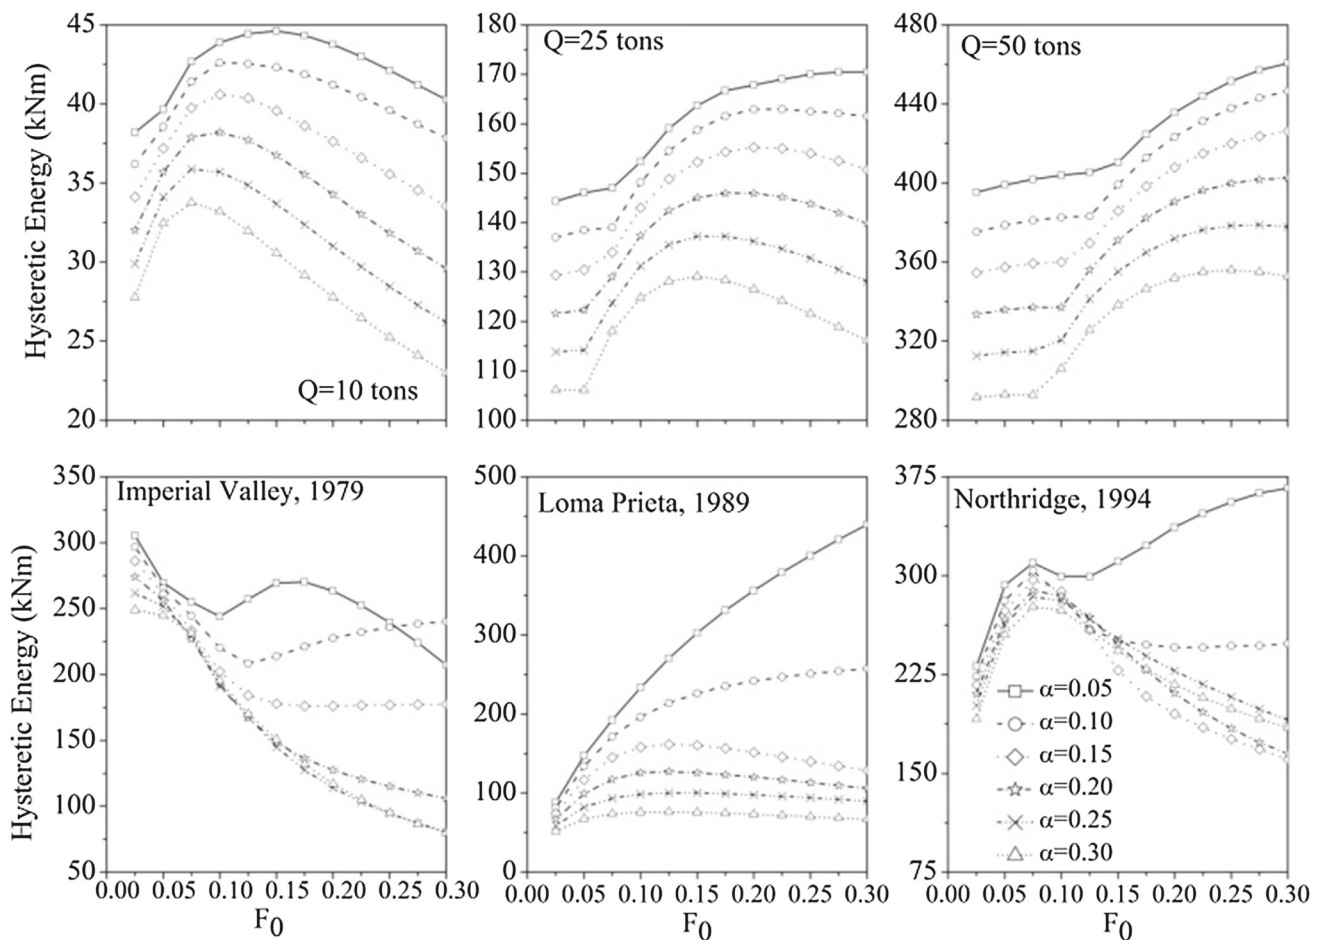 45
40
35
30
25
20
Hysteretic Energy (kNm)
Q=10 tons
180
170
160
150
140
130
120
110
100
Q=25 tons
480
440
400
360
320
280
Q=50 tons
350
300
250
200
150
100
50
Hysteretic Energy (kNm)
Imperial Valley, 1979
0.00 0.05 0.10 0.15 0.20 0.25 0.30
F0
500
400
300
200
100
0
Loma Prieta, 1989
0.00 0.05 0.10 0.15 0.20 0.25 0.30
F0
375
300
225
150
75
Northridge, 1994
α=0.05
α=0.10
α=0.15
α=0.20
α=0.25
α=0.30
0.00 0.05 0.10 0.15 0.20 0.25 0.30
F0